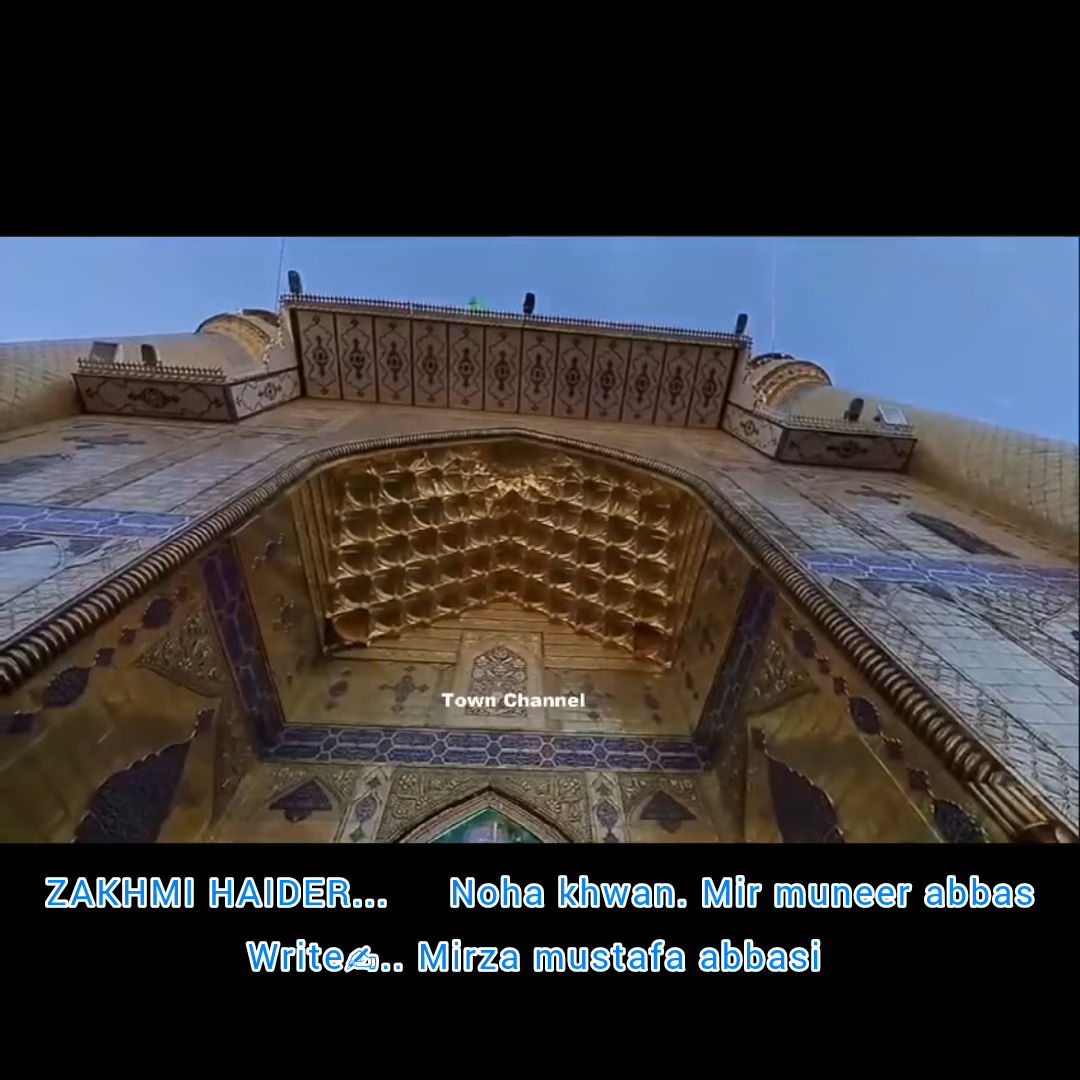 Town Channel
ZAKHMI HAIDER... Noha khwan. Mir muneer abbas
Write✍.. Mirza mustafa abbasi